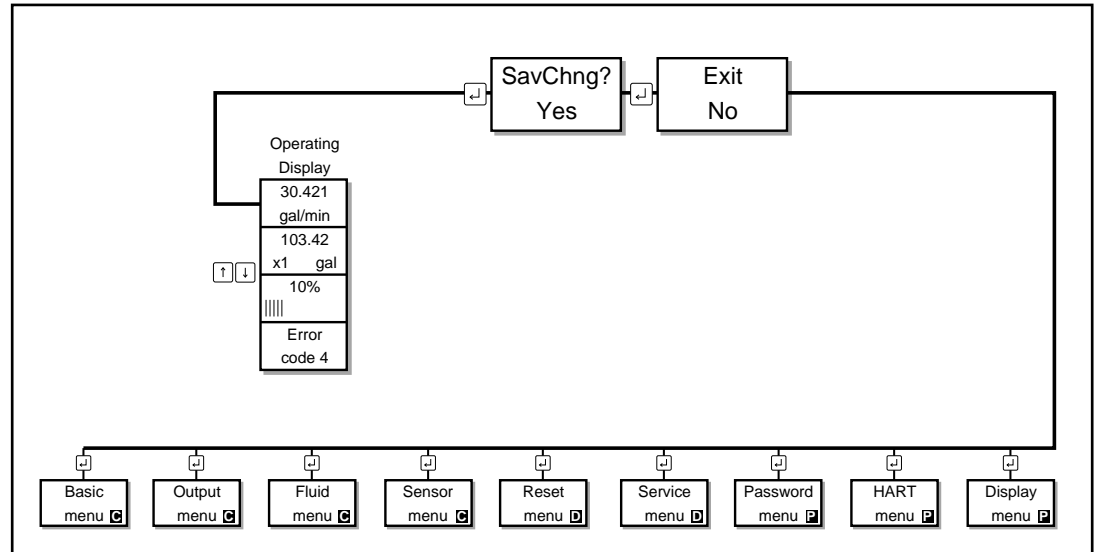 SavChng?
Yes
Exit
No
↵
↵
Operating
Display
30.421
gal/min
103.42
x1 gal
↑ ↓
10%
|||||
Error
code 4
↵ ↵ ↵ ↵ ↵ ↵ ↵ ↵ ↵
Basic
menu C
Output
menu C
Fluid
menu C
Sensor
menu C
Reset
menu D
Service
menu D
Password
menu P
HART
menu P
Display
menu P